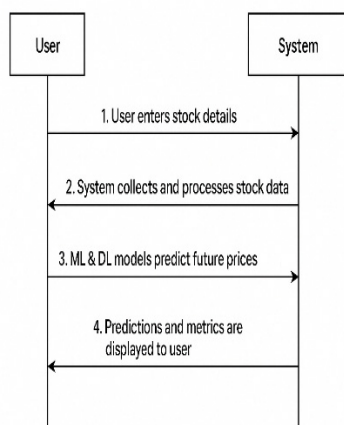 User
System
1. User enters stock details
2. System collects and processes stock data
3. ML & DL models predict future prices
4. Predictions and metrics are
displayed to user